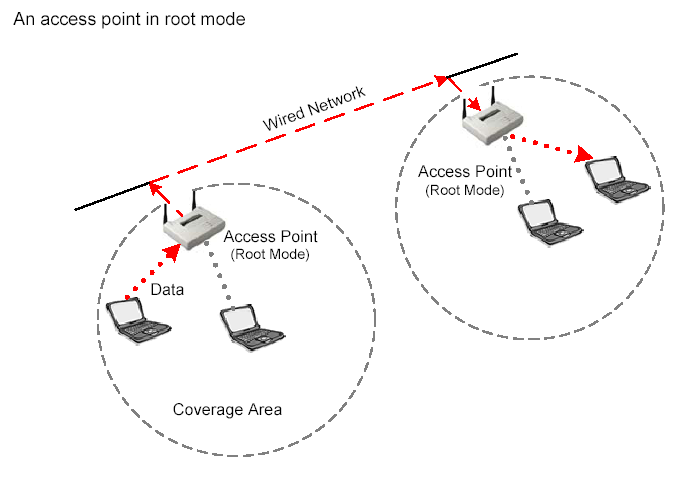 An access point in root mode
Wired Network
Access Point
(Root Mode)
Access Point
(Root Mode)
Data
Coverage Area